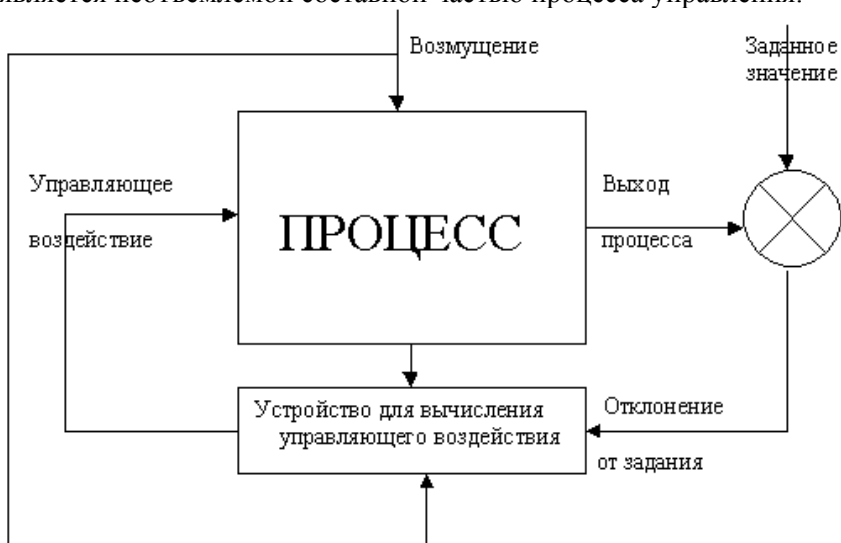 является неотъемлемой составной частью процесса управления.
Возмущение
Заданное
значение
Управляющее
воздействие
ПРОЦЕСС
Выход
процесса
Устройство для вычисления
управляющего воздействия
Отклонение
от задания